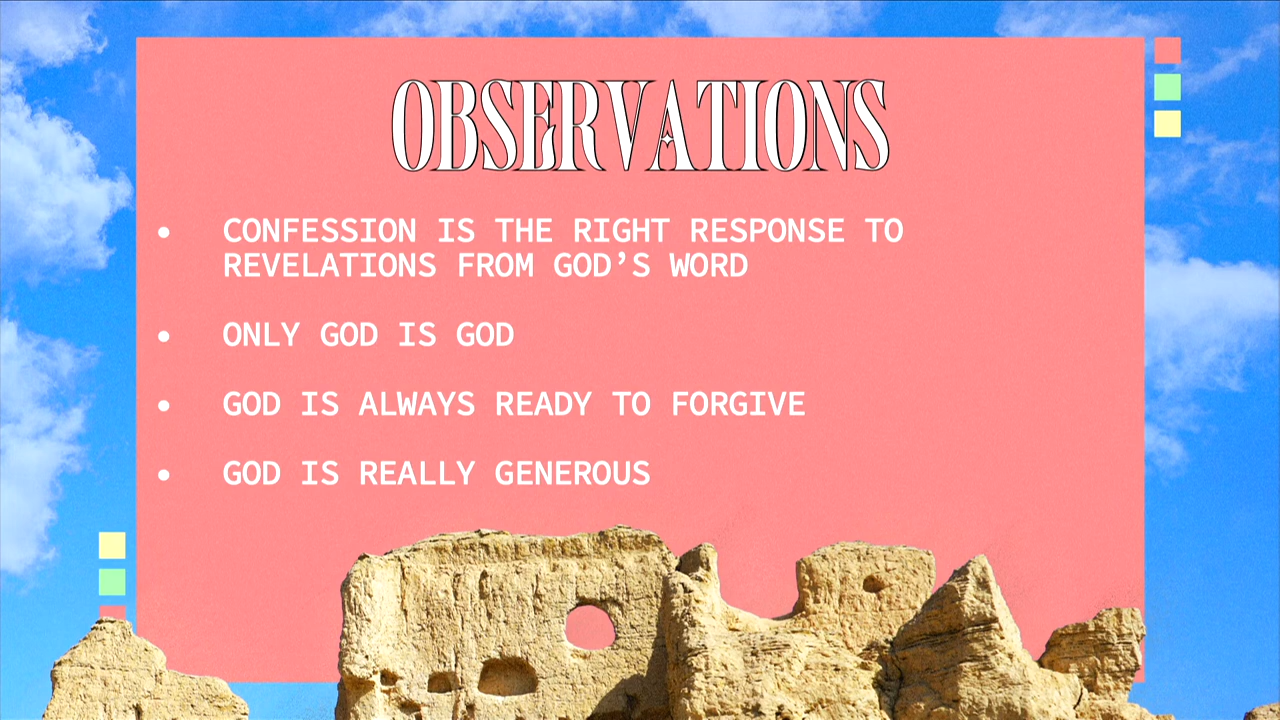 OBSERVATIONS
• CONFESSION IS THE RIGHT RESPONSE TO
REVELATIONS FROM GOD’S WORD
• ONLY GOD IS GOD
• GOD IS ALWAYS READY TO FORGIVE
• GOD IS REALLY GENEROUS